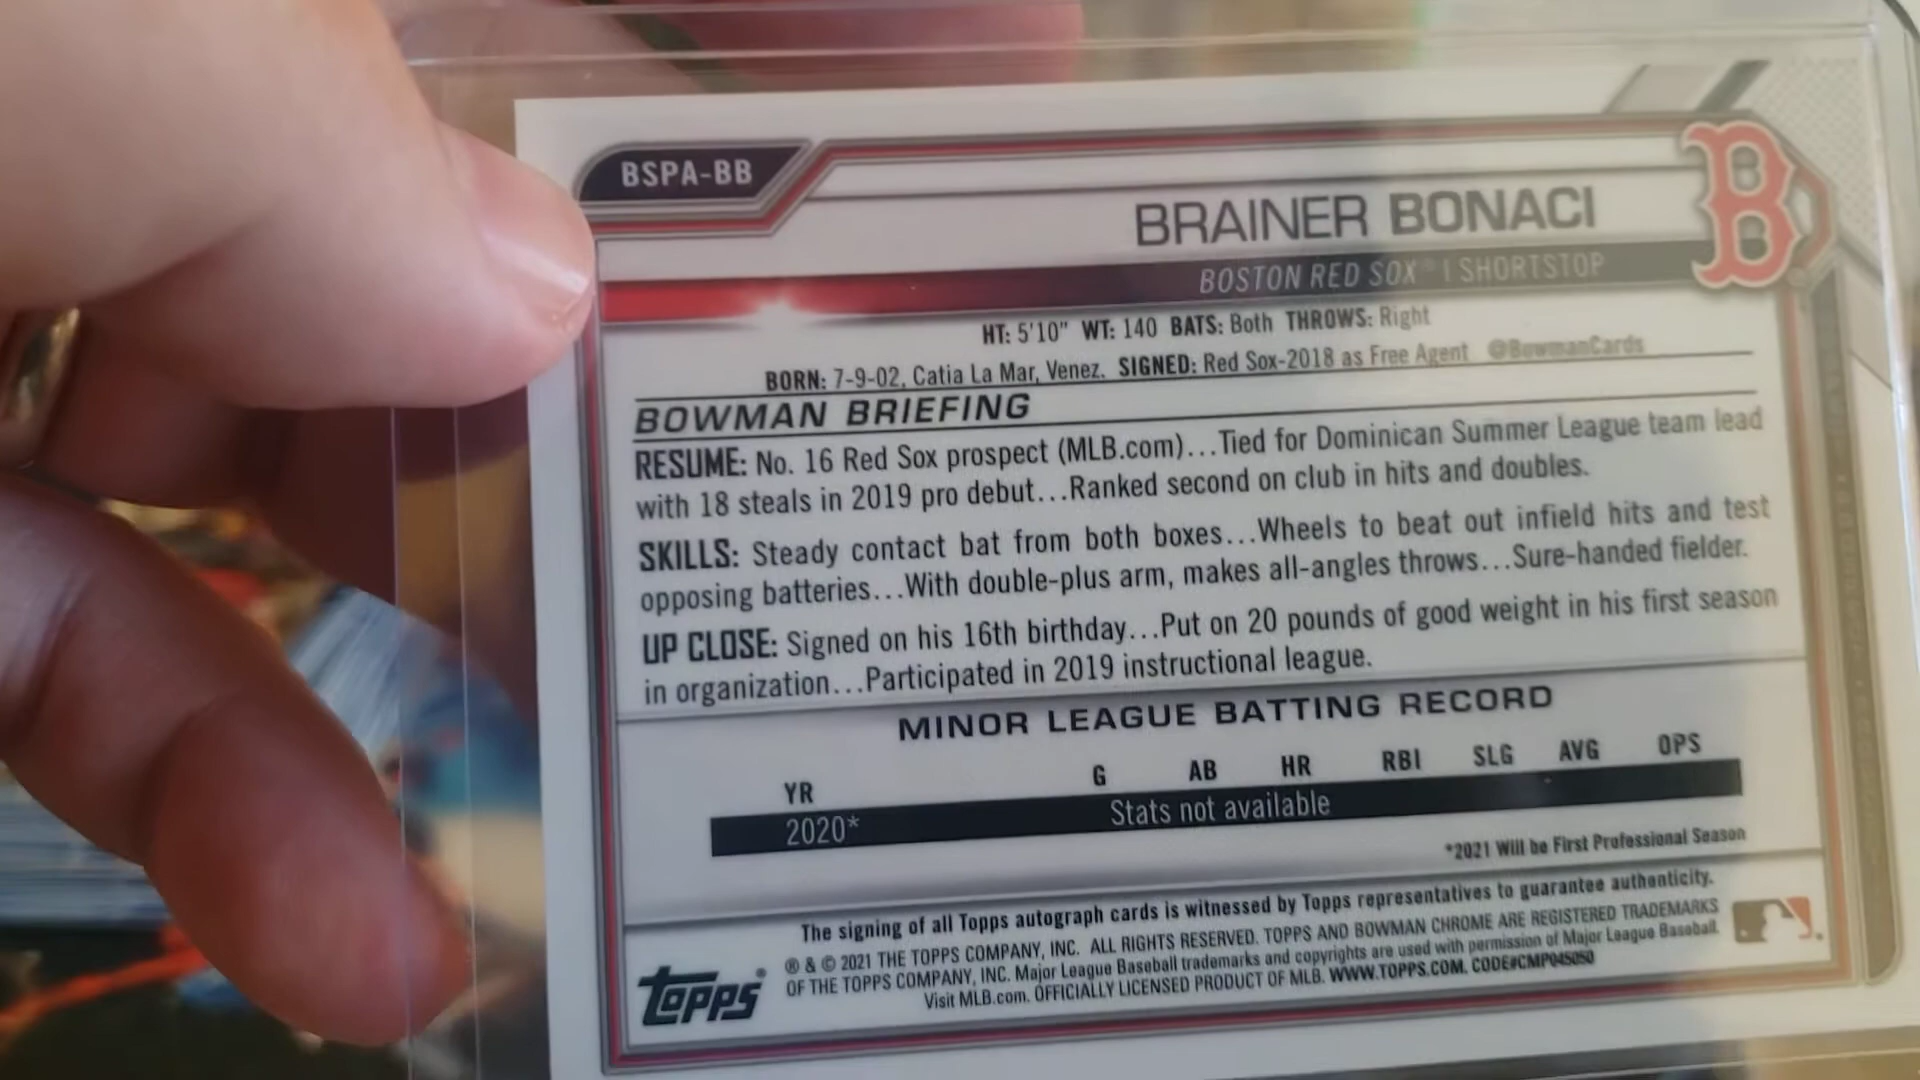 BSPA-BB
B
BRAINER BONACI
BOSTON RED SOX® | SHORTSTOP
HT: 5'10" WT: 140 BATS: Both THROWS: Right
BORN: 7-9-02, Catia La Mar, Venez. SIGNED: Red Sox-2018 as Free Agent @BowmanCards
BOWMAN BRIEFING
RESUME: No. 16 Red Sox prospect (MLB.com)...Tied for Dominican Summer League team lead
with 18 steals in 2019 pro debut...Ranked second on club in hits and doubles.
SKILLS: Steady contact bat from both boxes...Wheels to beat out infield hits and test
opposing batteries...With double-plus arm, makes all-angles throws...Sure-handed fielder.
UP CLOSE: Signed on his 16th birthday...Put on 20 pounds of good weight in his first season
in organization...Participated in 2019 instructional league.
MINOR LEAGUE BATTING RECORD
YR G AB HR RBI SLG AVG OPS
2020* Stats not available
*2021 Will be First Professional Season
The signing of all Topps autograph cards is witnessed by Topps representatives to guarantee authenticity.
® & © 2021 THE TOPPS COMPANY, INC. ALL RIGHTS RESERVED. TOPPS AND BOWMAN CHROME ARE REGISTERED TRADEMARKS
OF THE TOPPS COMPANY, INC. Major League Baseball trademarks and copyrights are used with permission of Major League Baseball.
Visit MLB.com. OFFICIALLY LICENSED PRODUCT OF MLB. WWW.TOPPS.COM. CODE#CMP045050
Topps®